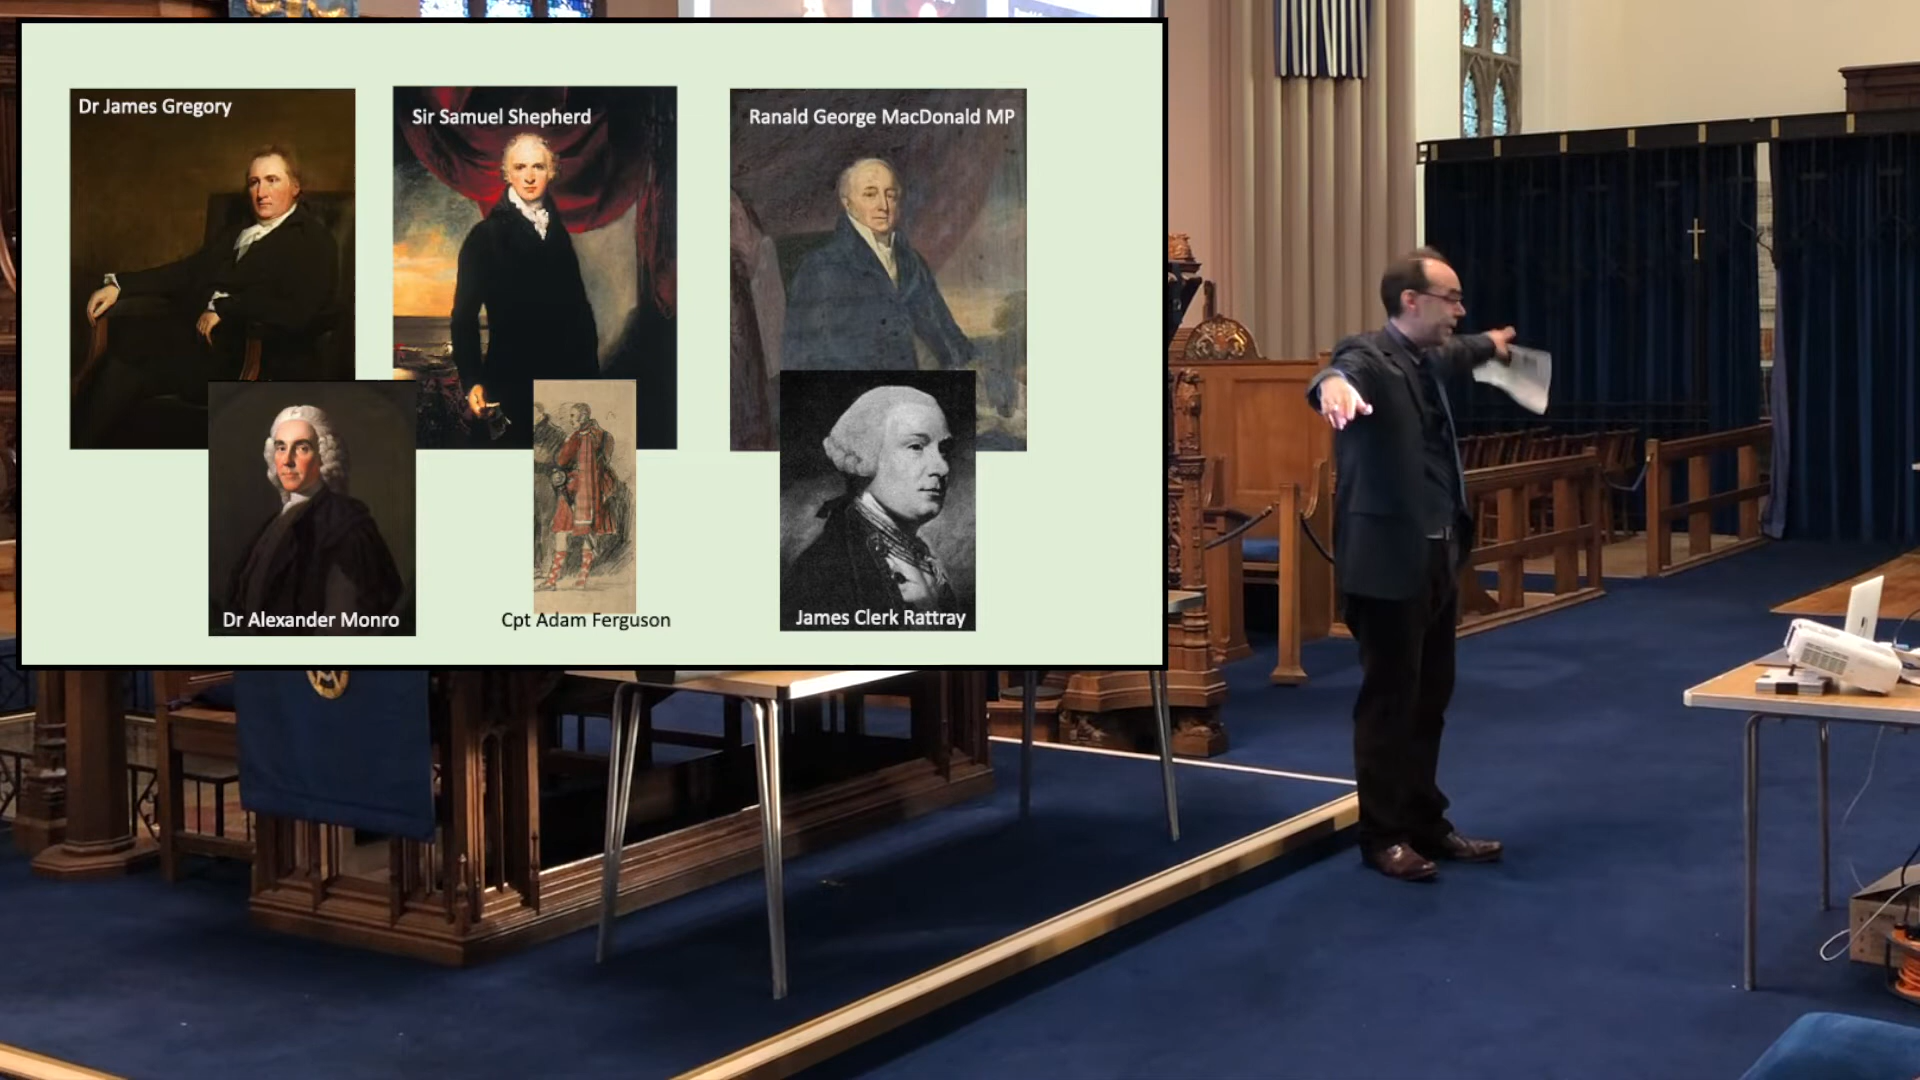 Dr James Gregory
Sir Samuel Shepherd
Ranald George MacDonald MP
Dr Alexander Monro
Cpt Adam Ferguson
James Clerk Rattray